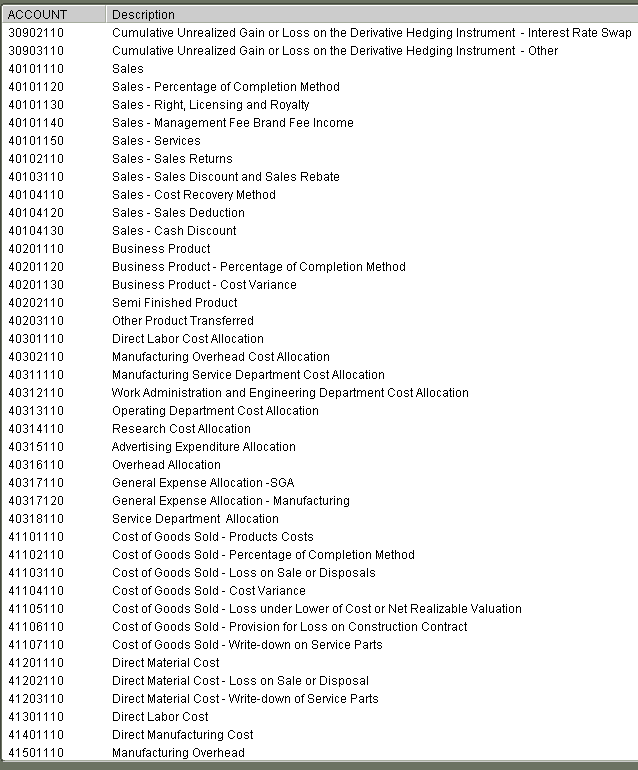 ACCOUNT Description
30902110 Cumulative Unrealized Gain or Loss on the Derivative Hedging Instrument - Interest Rate Swap
30903110 Cumulative Unrealized Gain or Loss on the Derivative Hedging Instrument - Other
40101110 Sales
40101120 Sales - Percentage of Completion Method
40101130 Sales - Right, Licensing and Royalty
40101140 Sales - Management Fee Brand Fee Income
40101150 Sales - Services
40102110 Sales - Sales Returns
40103110 Sales - Sales Discount and Sales Rebate
40104110 Sales - Cost Recovery Method
40104120 Sales - Sales Deduction
40104130 Sales - Cash Discount
40201110 Business Product
40201120 Business Product - Percentage of Completion Method
40201130 Business Product - Cost Variance
40202110 Semi Finished Product
40203110 Other Product Transferred
40301110 Direct Labor Cost Allocation
40302110 Manufacturing Overhead Cost Allocation
40311110 Manufacturing Service Department Cost Allocation
40312110 Work Administration and Engineering Department Cost Allocation
40313110 Operating Department Cost Allocation
40314110 Research Cost Allocation
40315110 Advertising Expenditure Allocation
40316110 Overhead Allocation
40317110 General Expense Allocation -SGA
40317120 General Expense Allocation - Manufacturing
40318110 Service Department Allocation
41101110 Cost of Goods Sold - Products Costs
41102110 Cost of Goods Sold - Percentage of Completion Method
41103110 Cost of Goods Sold - Loss on Sale or Disposals
41104110 Cost of Goods Sold - Cost Variance
41105110 Cost of Goods Sold - Loss under Lower of Cost or Net Realizable Valuation
41106110 Cost of Goods Sold - Provision for Loss on Construction Contract
41107110 Cost of Goods Sold - Write-down on Service Parts
41201110 Direct Material Cost
41202110 Direct Material Cost - Loss on Sale or Disposal
41203110 Direct Material Cost - Write-down of Service Parts
41301110 Direct Labor Cost
41401110 Direct Manufacturing Cost
41501110 Manufacturing Overhead